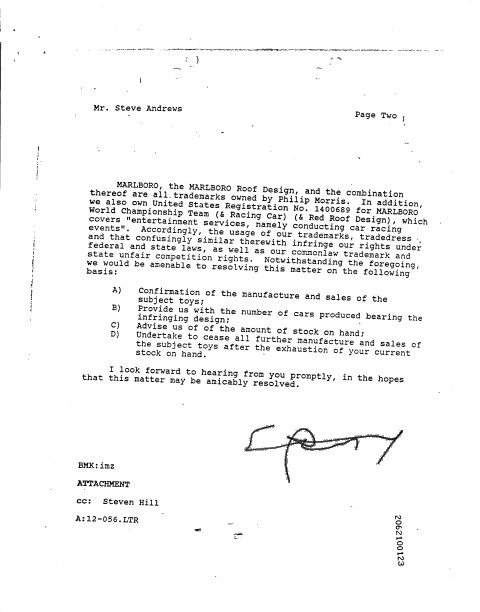 Mr. Steve Andrews
Page Two
MARLBORO, the MARLBORO Roof Design, and the combination
thereof are all trademarks owned by Philip Morris. In addition,
we also own United States Registration No. 1400689 for MARLBORO
World Championship Team (& Racing Car) (& Red Roof Design), which
covers "entertainment services, namely conducting car racing
events". Accordingly, the usage of our trademarks, tradedress
and that confusingly similar therewith infringe our rights under
federal and state laws, as well as our commonlaw trademark and
state unfair competition rights. Notwithstanding the foregoing,
we would be amenable to resolving this matter on the following
basis:
A) Confirmation of the manufacture and sales of the
subject toys;
B) Provide us with the number of cars produced bearing the
infringing design;
C) Advise us of of the amount of stock on hand;
D) Undertake to cease all further manufacture and sales of
the subject toys after the exhaustion of your current
stock on hand.
I look forward to hearing from you promptly, in the hopes
that this matter may be amicably resolved.
BMK:imz
ATTACHMENT
cc: Steven Hill
A:12-056.LTR
2062100123